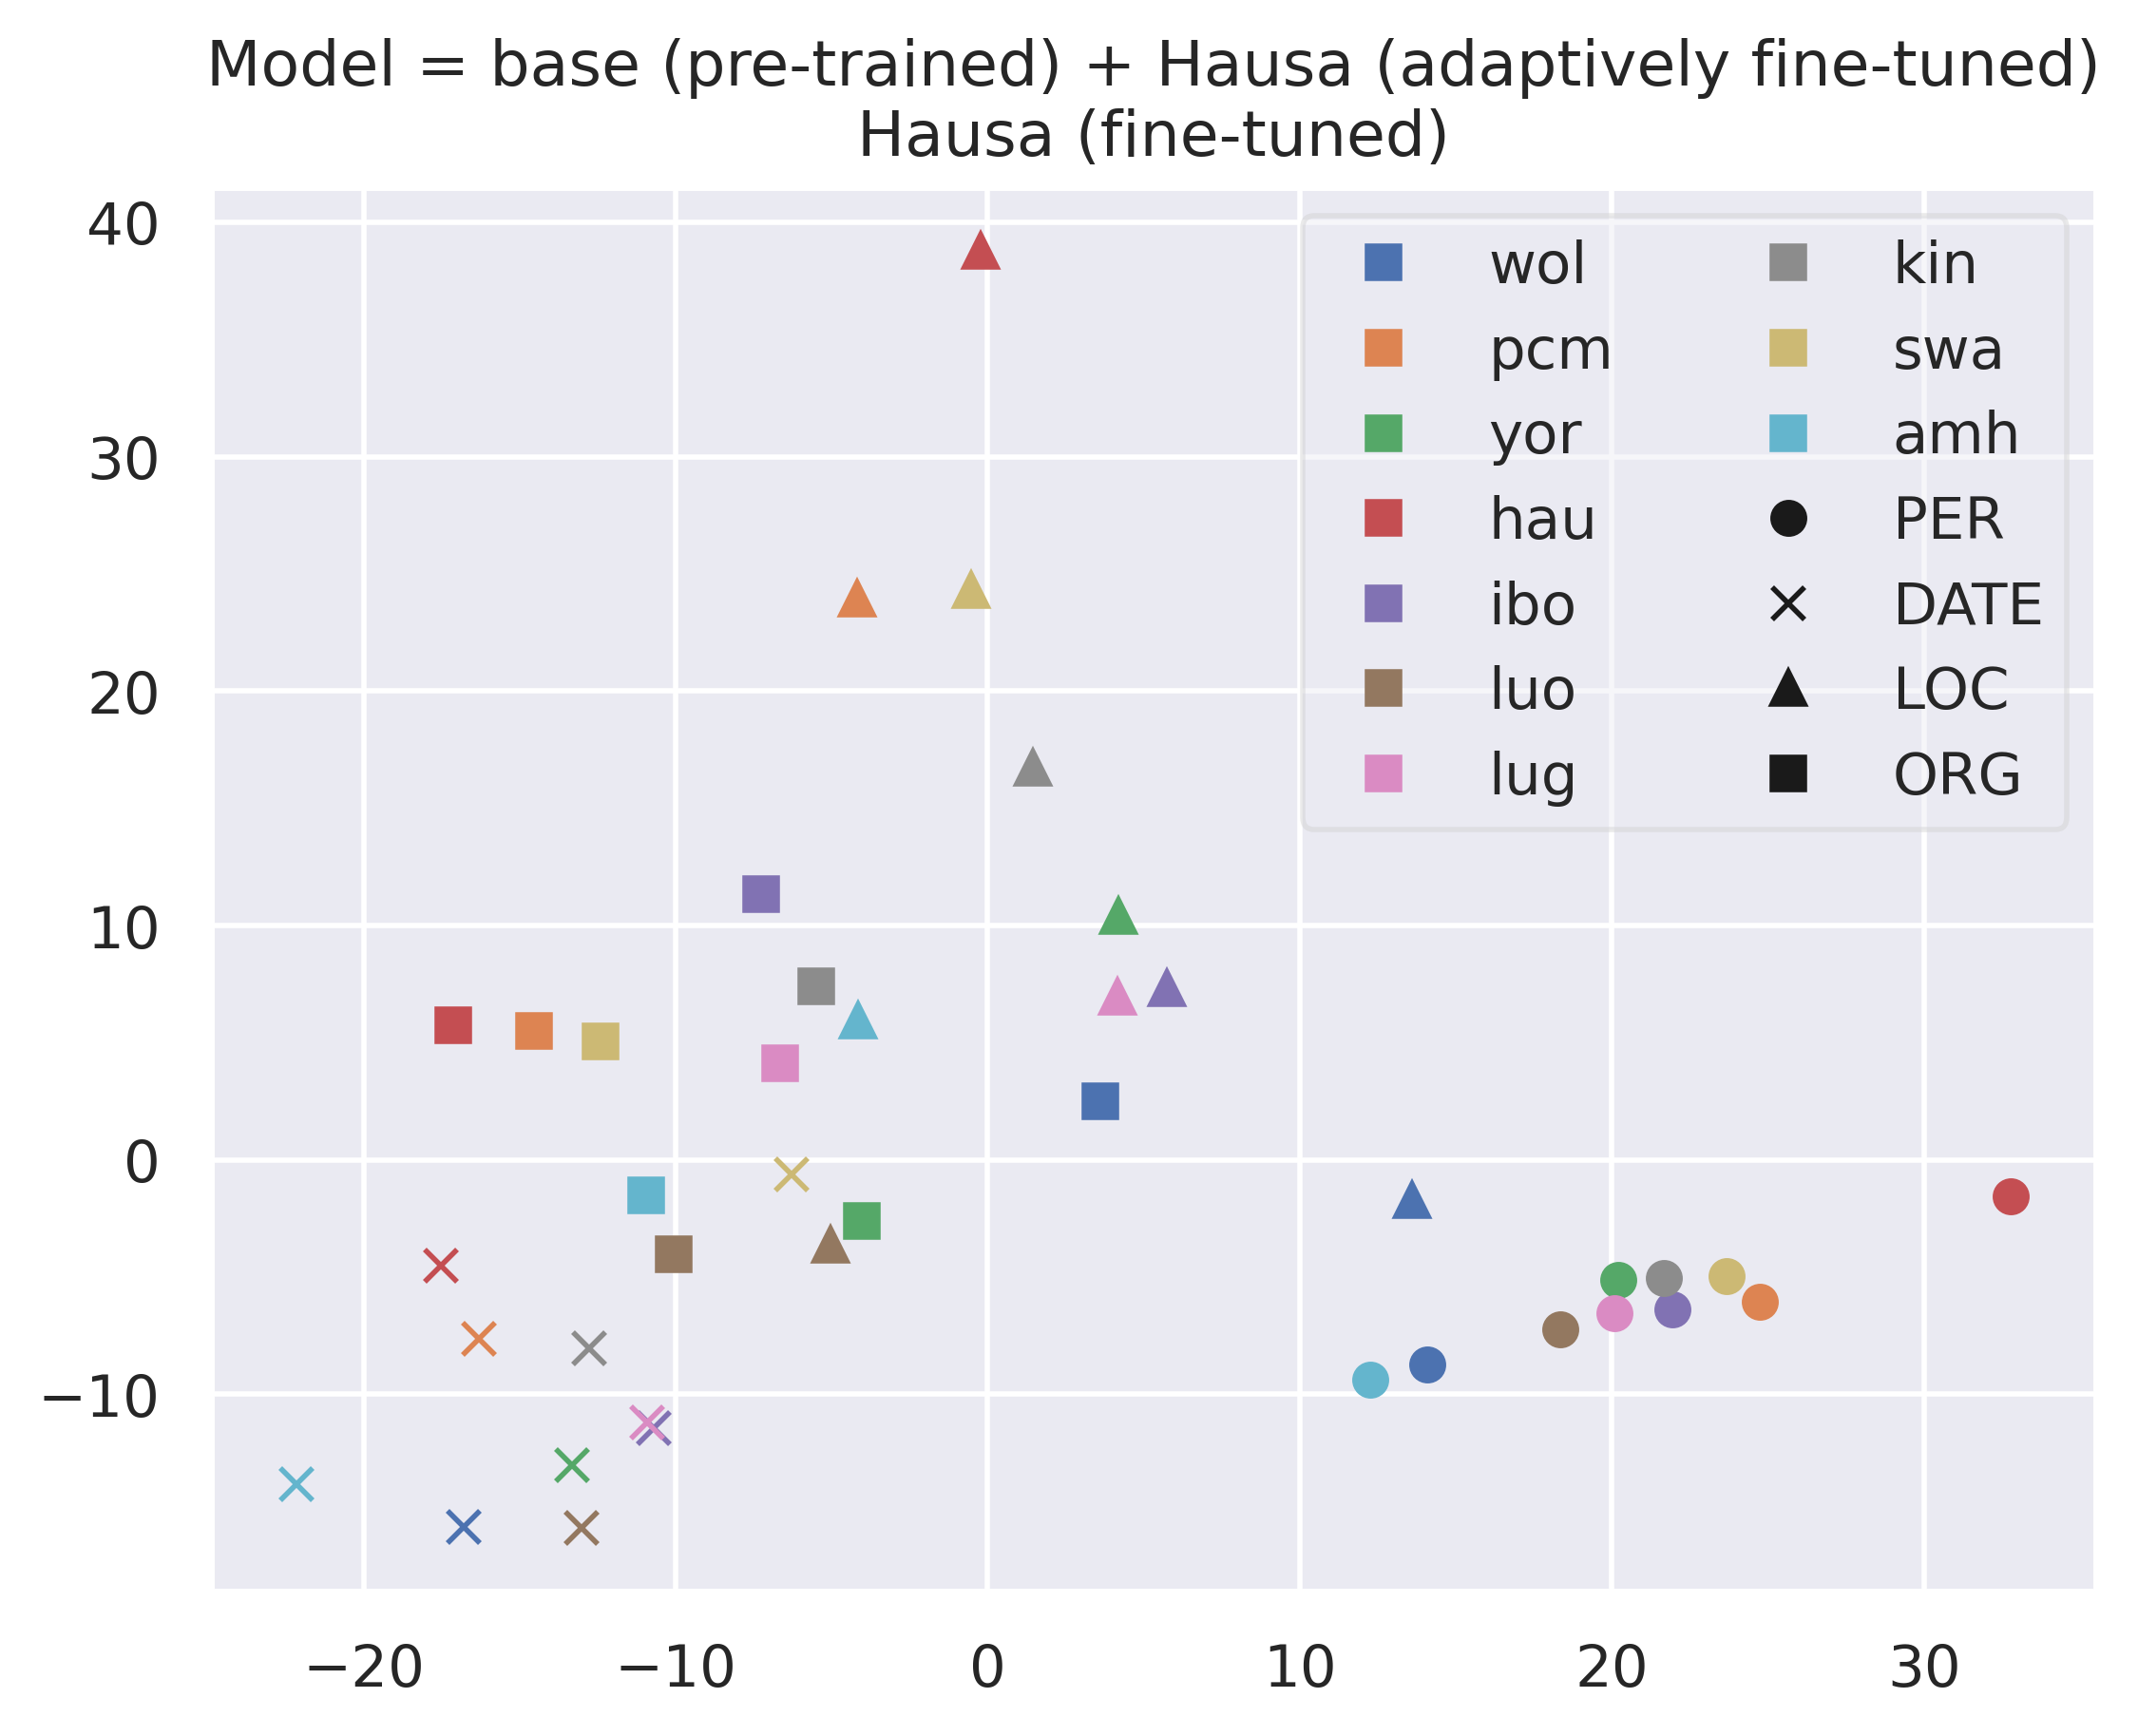 Model = base (pre-trained) + Hausa (adaptively fine-tuned)
Hausa (fine-tuned)
40
30
20
10
0
−10
−20
−10
0
10
20
30
wol
pcm
yor
hau
ibo
luo
lug
kin
swa
amh
PER
DATE
LOC
ORG